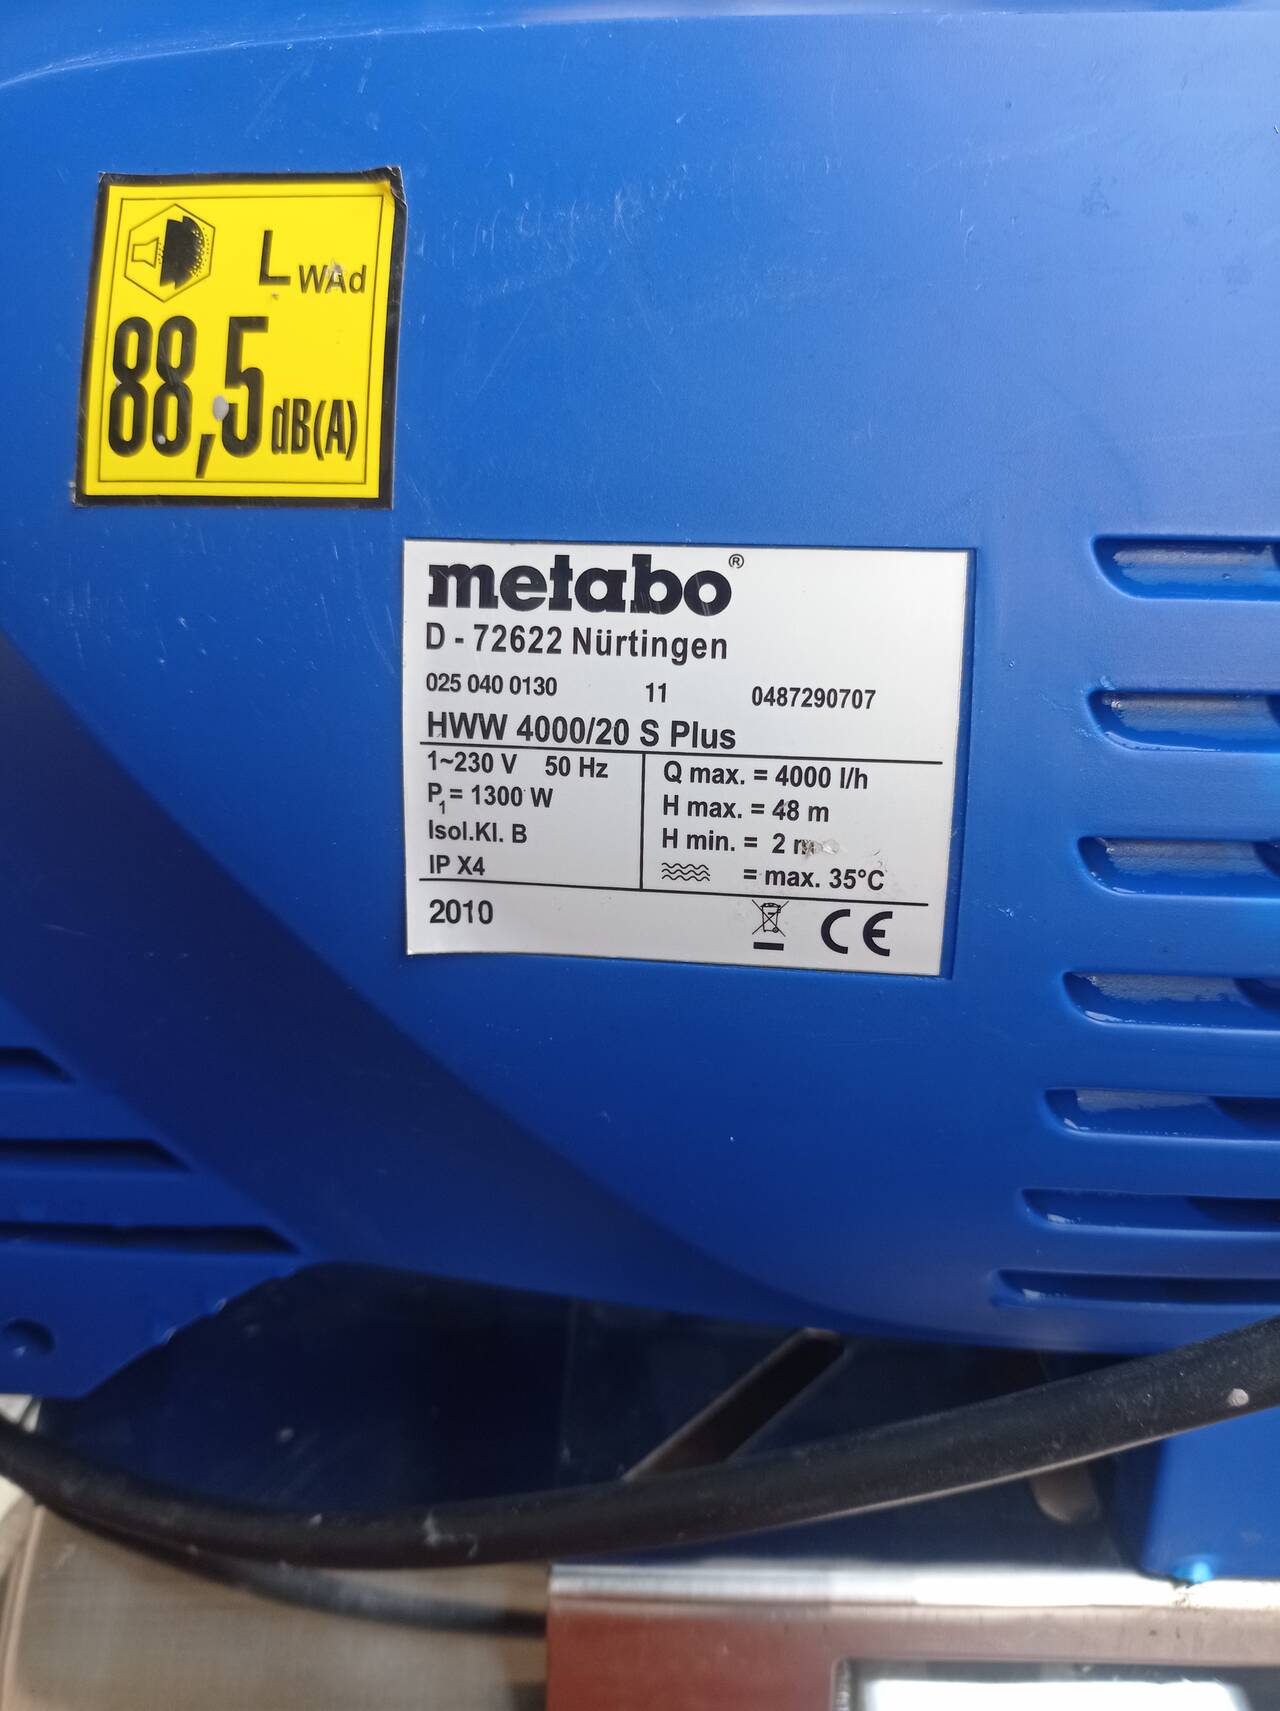 LWAd
88,5 dB(A)
metabo®
D - 72622 Nürtingen
025 040 0130 11 0487290707
HWW 4000/20 S Plus
1~230 V 50 Hz
P1 = 1300 W
Isol.Kl. B
IP X4
Q max. = 4000 l/h
H max. = 48 m
H min. = 2 m
= max. 35°C
2010
CE